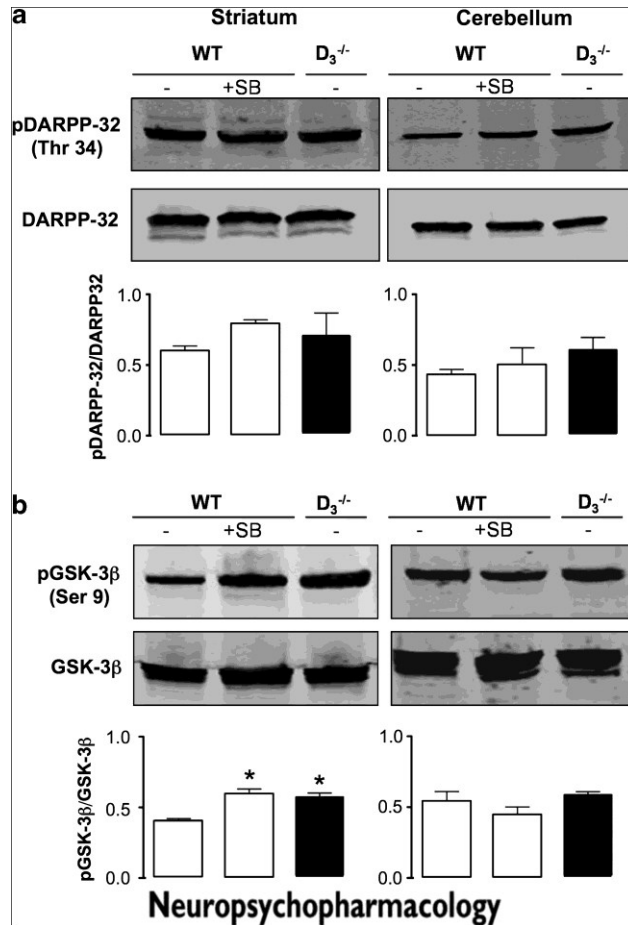 a
Striatum Cerebellum
WT D₃⁻/⁻ WT D₃⁻/⁻
- +SB - - +SB -
pDARPP-32
(Thr 34)
DARPP-32
pDARPP-32/DARPP32
1.0
0.5
0.0
1.0
0.5
0.0
b
WT D₃⁻/⁻ WT D₃⁻/⁻
- +SB - - +SB -
pGSK-3β
(Ser 9)
GSK-3β
pGSK-3β/GSK-3β
1.0
0.5
0.0
* *
1.0
0.5
0.0
Neuropsychopharmacology